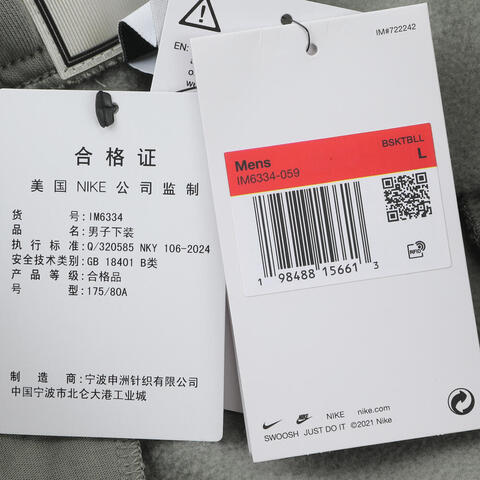 合格证
美国 NIKE 公司监制
货号:IM6334
品名:男子下装
执行标准:Q/320585 NKY 106-2024
安全技术类别:GB 18401 B类
产品等级:合格品
号型:175/80A
制造商:宁波申洲针织有限公司
中国宁波市北仑大港工业城
EN:
IM#722242
BSKTBLL
Mens
L
IM6334-059
1 98488 15661 3
RFID
NIKE nike.com
SWOOSH JUST DO IT ©2021 Nike